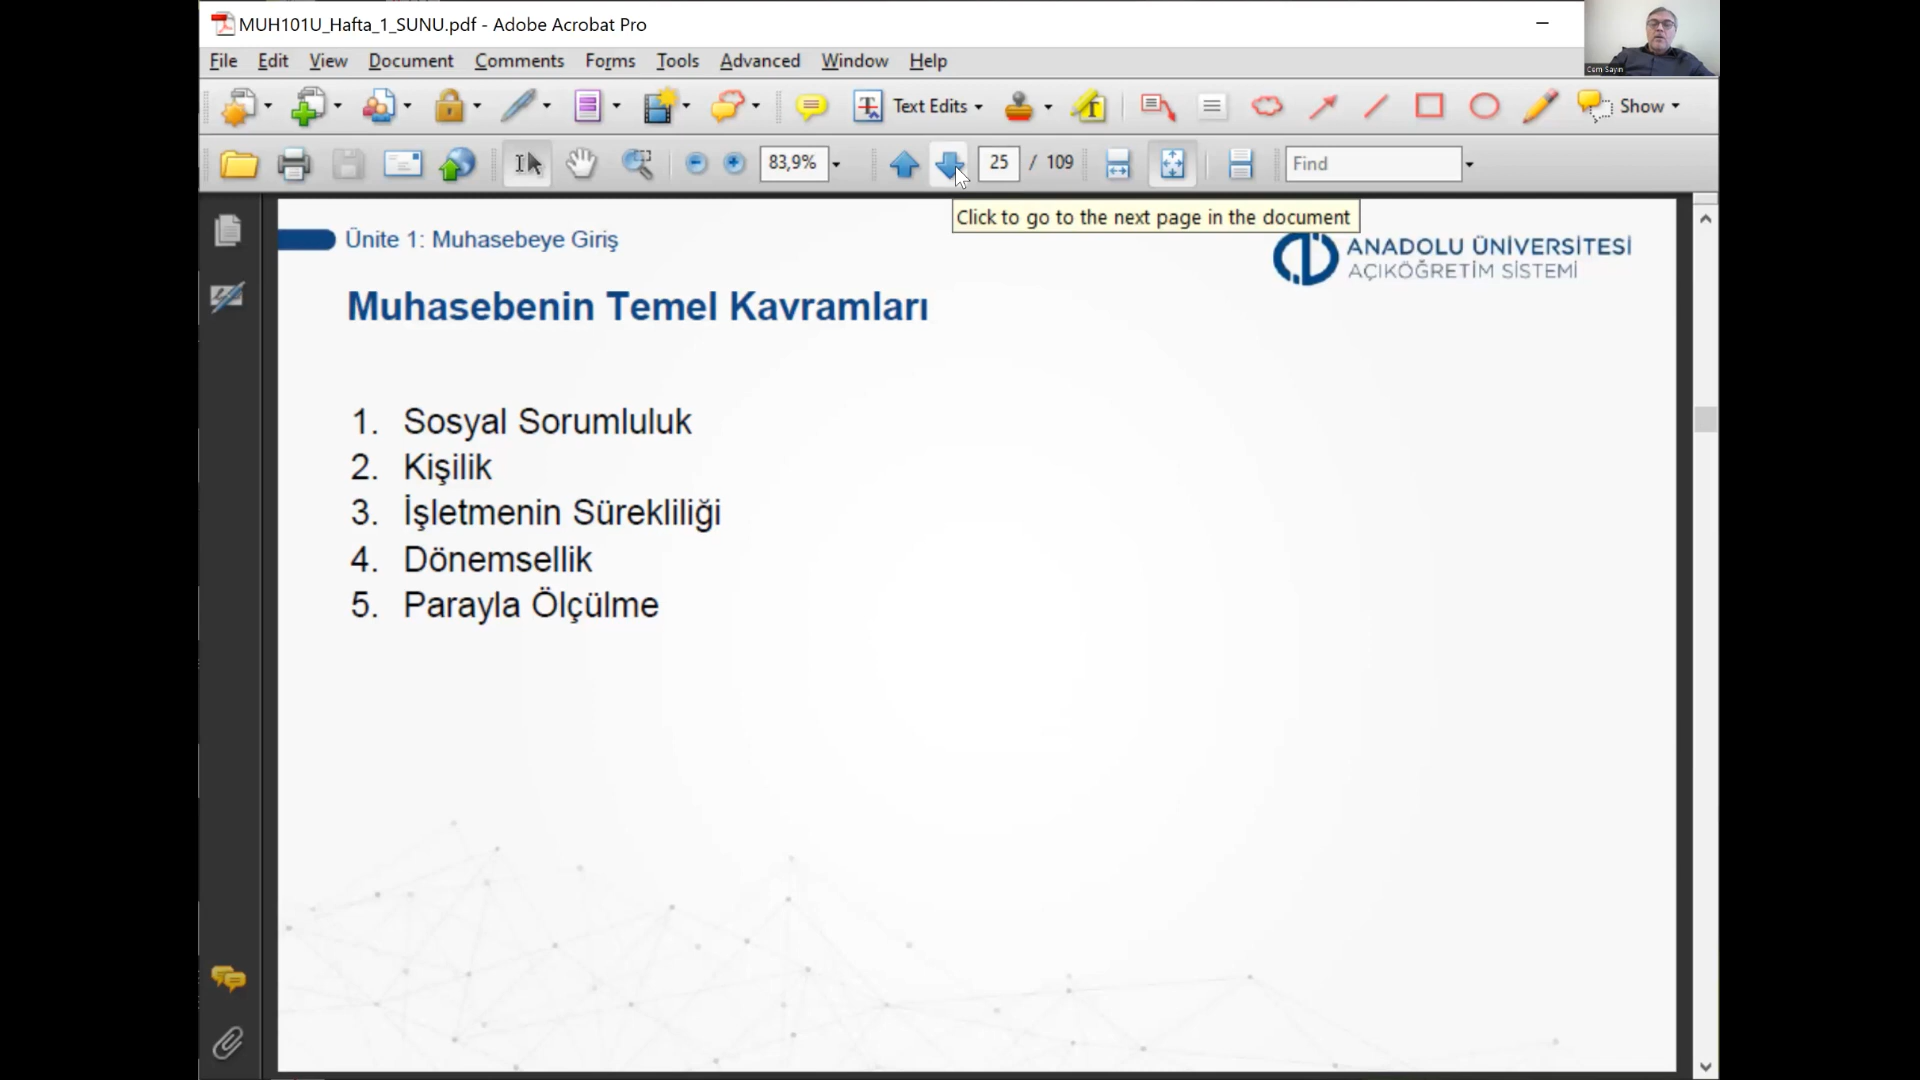 MUH101U_Hafta_1_SUNU.pdf - Adobe Acrobat Pro
File Edit View Document Comments Forms Tools Advanced Window Help
Text Edits
Show
83,9%
25 / 109
Find
Click to go to the next page in the document
Cem Sayın
Ünite 1: Muhasebeye Giriş
ANADOLU ÜNİVERSİTESİ
AÇIKÖĞRETİM SİSTEMİ
Muhasebenin Temel Kavramları
1. Sosyal Sorumluluk
2. Kişilik
3. İşletmenin Sürekliliği
4. Dönemsellik
5. Parayla Ölçülme